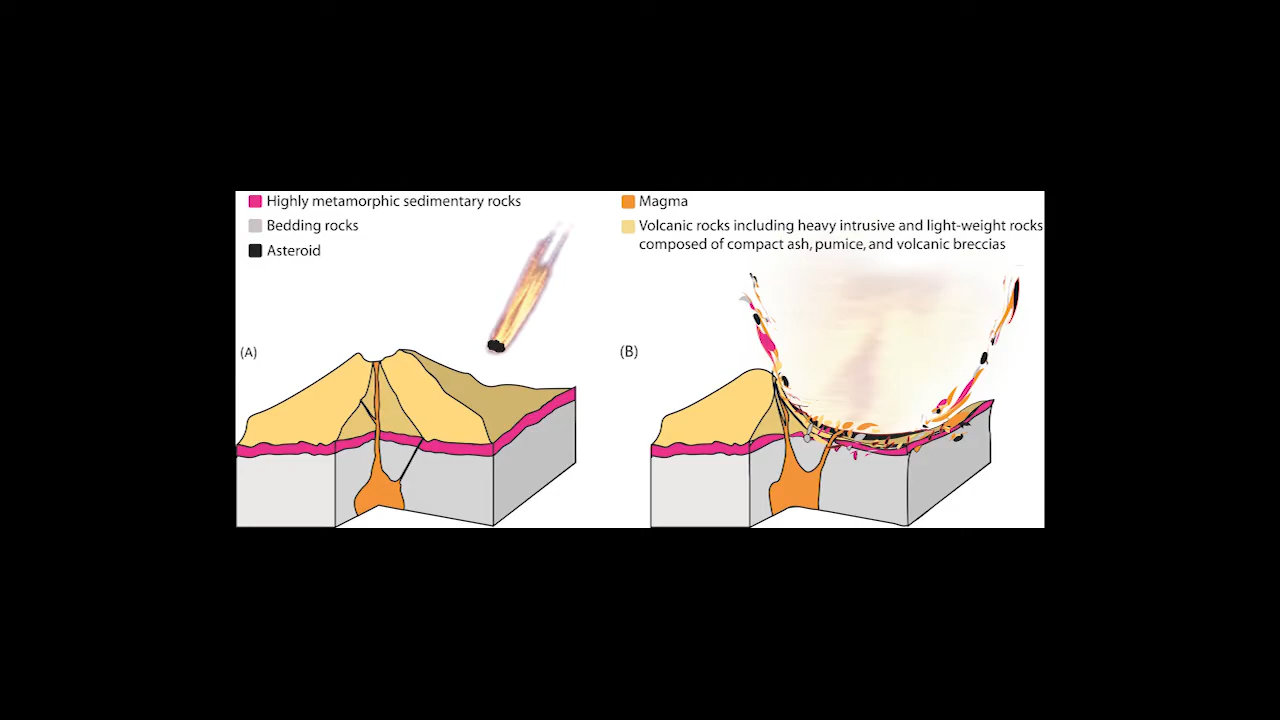 Highly metamorphic sedimentary rocks
Bedding rocks
Asteroid
Magma
Volcanic rocks including heavy intrusive and light-weight rocks
composed of compact ash, pumice, and volcanic breccias
(A)
(B)